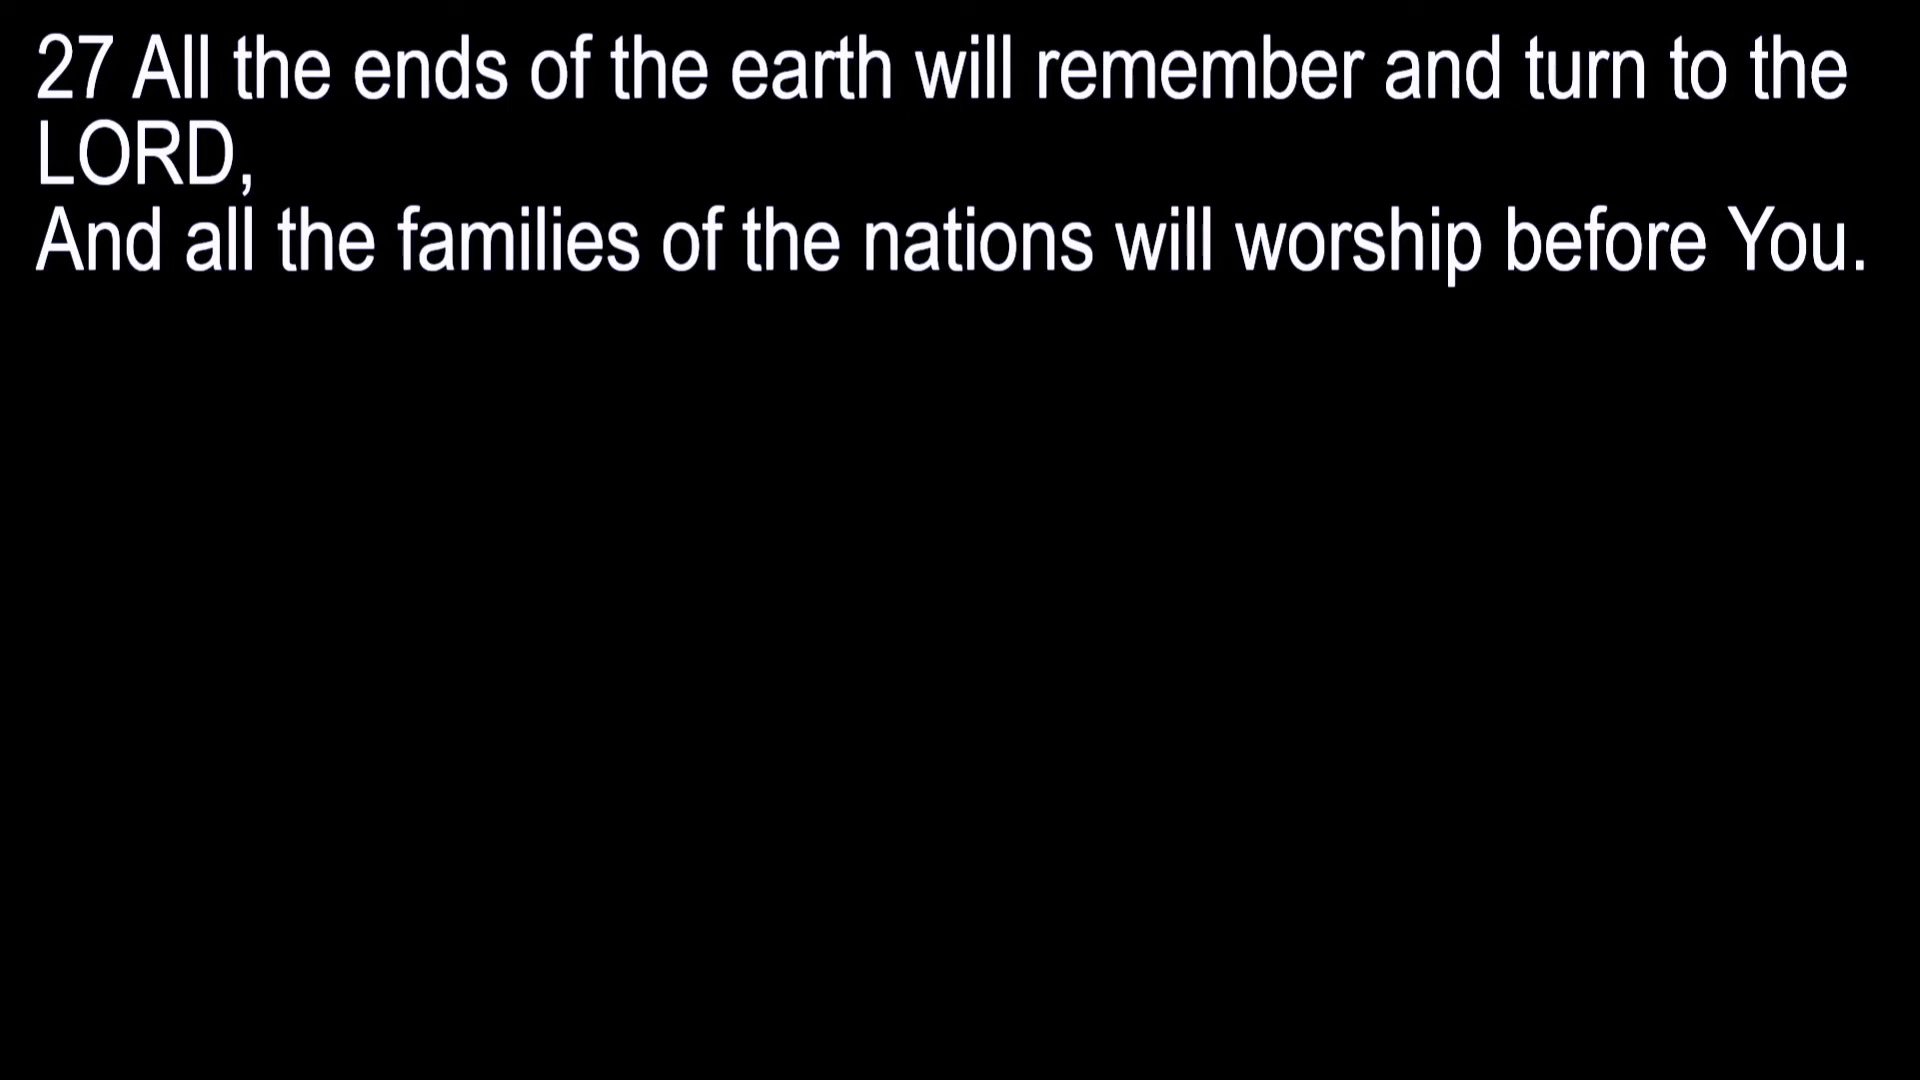 27 All the ends of the earth will remember and turn to the
LORD,
And all the families of the nations will worship before You.